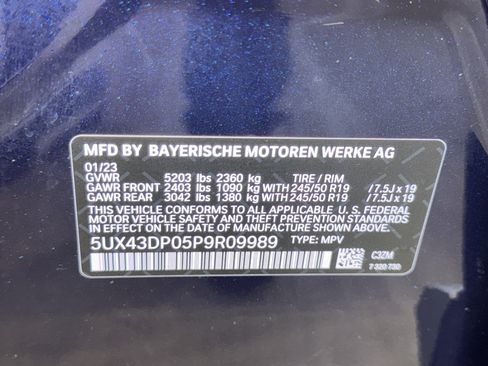 MFD BY BAYERISCHE MOTOREN WERKE AG
01/23
GVWR 5203 lbs 2360 kg TIRE / RIM
GAWR FRONT 2403 lbs 1090 kg WITH 245/50 R19 /7.5J x 19
GAWR REAR 3042 lbs 1380 kg WITH 245/50 R19 /7.5J x 19
THIS VEHICLE CONFORMS TO ALL APPLICABLE U.S. FEDERAL
MOTOR VEHICLE SAFETY AND THEFT PREVENTION STANDARDS
IN EFFECT ON THE DATE OF MANUFACTURE SHOWN ABOVE.
5UX43DP05P9R09989 TYPE: MPV
C3ZM
7 320 730